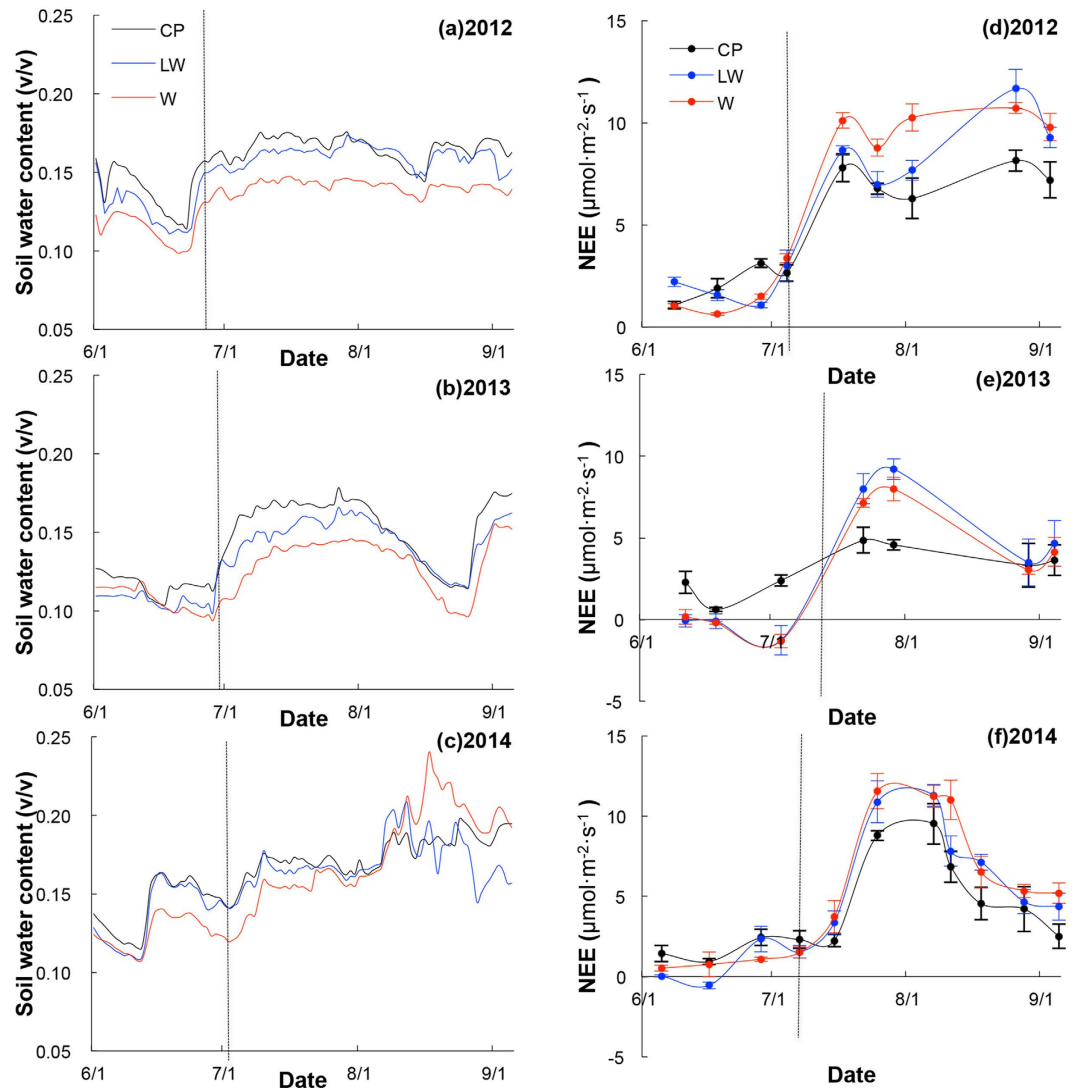 (a)2012
Soil water content (v/v)
0.25
0.20
0.15
0.10
0.05
CP
LW
W
6/1
7/1
8/1
9/1
Date
(b)2013
Soil water content (v/v)
0.25
0.20
0.15
0.10
0.05
6/1
7/1
8/1
9/1
Date
(c)2014
Soil water content (v/v)
0.25
0.20
0.15
0.10
0.05
6/1
7/1
8/1
9/1
Date
(d)2012
NEE (μmol·m⁻²·s⁻¹)
15
10
5
0
CP
LW
W
6/1
7/1
8/1
9/1
Date
(e)2013
NEE (μmol·m⁻²·s⁻¹)
15
10
5
0
-5
6/1
7/1
8/1
9/1
Date
(f)2014
NEE (μmol·m⁻²·s⁻¹)
15
10
5
0
-5
6/1
7/1
8/1
9/1
Date